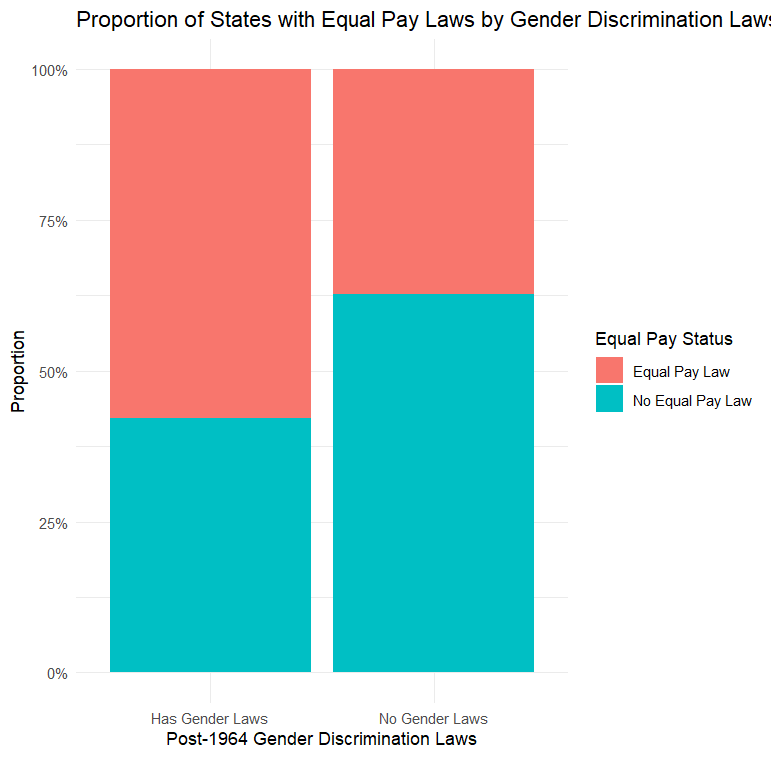 Proportion of States with Equal Pay Laws by Gender Discrimination Laws
100%
75%
50%
25%
0%
Proportion
Has Gender Laws
No Gender Laws
Post-1964 Gender Discrimination Laws
Equal Pay Status
Equal Pay Law
No Equal Pay Law